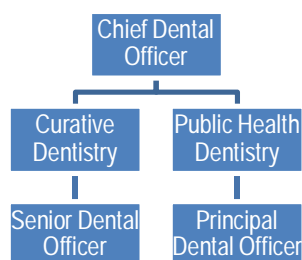 Chief Dental
Officer
Curative
Dentistry
Public Health
Dentistry
Senior Dental
Officer
Principal
Dental Officer